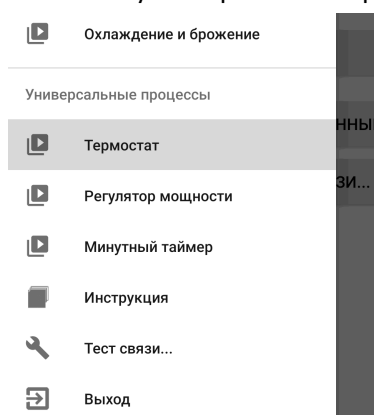 Охлаждение и брожение
Универсальные процессы
Термостат
Регулятор мощности
Минутный таймер
Инструкция
Тест связи...
Выход